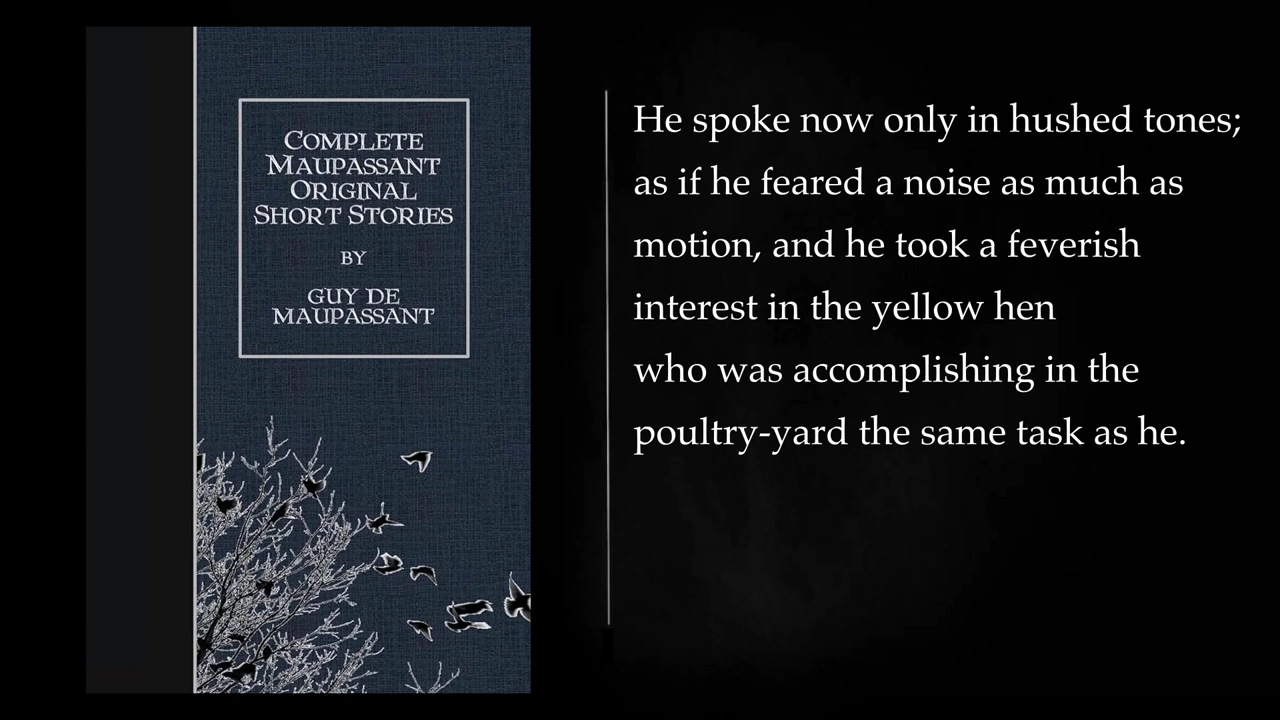 COMPLETE
MAUPASSANT
ORIGINAL
SHORT STORIES
BY
GUY DE
MAUPASSANT
He spoke now only in hushed tones;
as if he feared a noise as much as
motion, and he took a feverish
interest in the yellow hen
who was accomplishing in the
poultry-yard the same task as he.